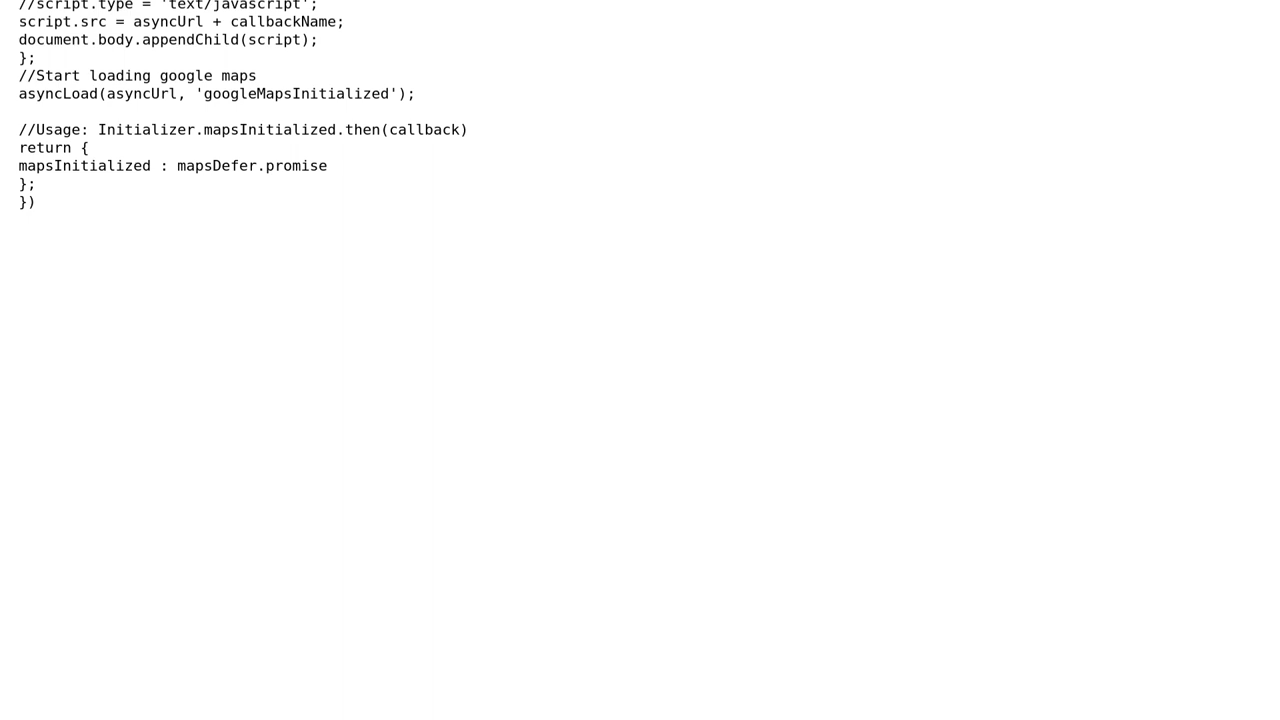 //script.type = 'text/javascript';
script.src = asyncUrl + callbackName;
document.body.appendChild(script);
};
//Start loading google maps
asyncLoad(asyncUrl, 'googleMapsInitialized');

//Usage: Initializer.mapsInitialized.then(callback)
return {
mapsInitialized : mapsDefer.promise
};
})